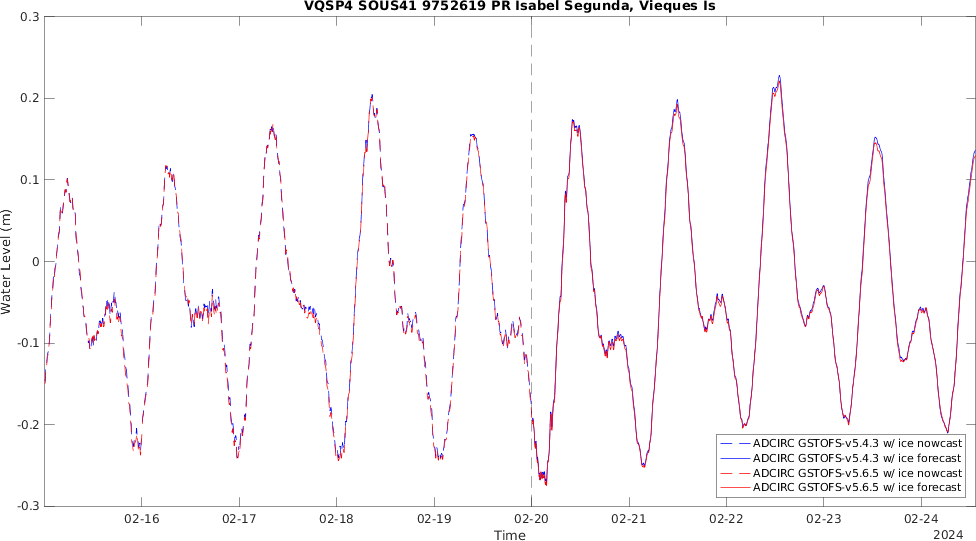 VQSP4 SOUS41 9752619 PR Isabel Segunda, Vieques Is
0.3
0.2
0.1
0
-0.1
-0.2
-0.3
Water Level (m)
ADCIRC GSTOFS-v5.4.3 w/ ice nowcast
ADCIRC GSTOFS-v5.4.3 w/ ice forecast
ADCIRC GSTOFS-v5.6.5 w/ ice nowcast
ADCIRC GSTOFS-v5.6.5 w/ ice forecast
02-16 02-17 02-18 02-19 02-20 02-21 02-22 02-23 02-24
Time
2024